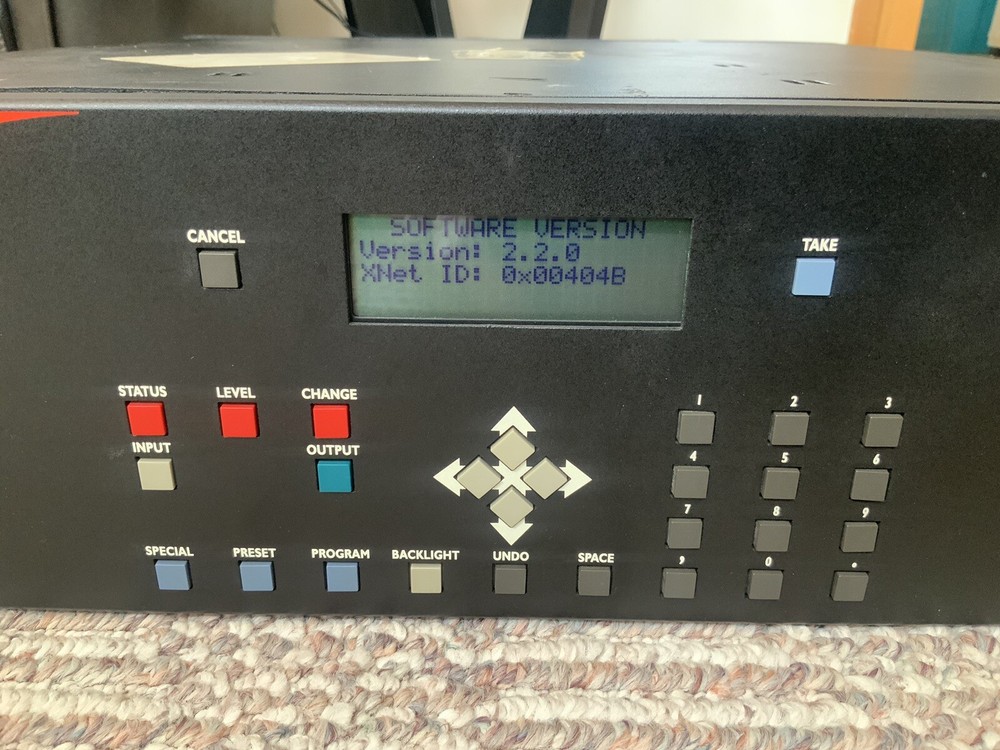 CANCEL
SOFTWARE VERSION
Version: 2.2.0
XNet ID: 0x00404B
TAKE
STATUS LEVEL CHANGE
INPUT OUTPUT
1 2 3
4 5 6
7 8 9
, 0 .
SPECIAL PRESET PROGRAM BACKLIGHT UNDO SPACE